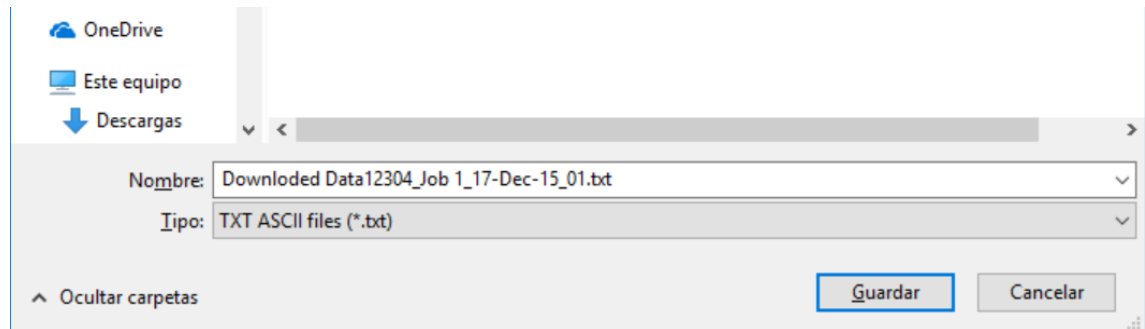 OneDrive
Este equipo
Descargas
Nombre: Downloded Data12304_Job 1_17-Dec-15_01.txt
Tipo: TXT ASCII files (*.txt)
Ocultar carpetas
Guardar
Cancelar